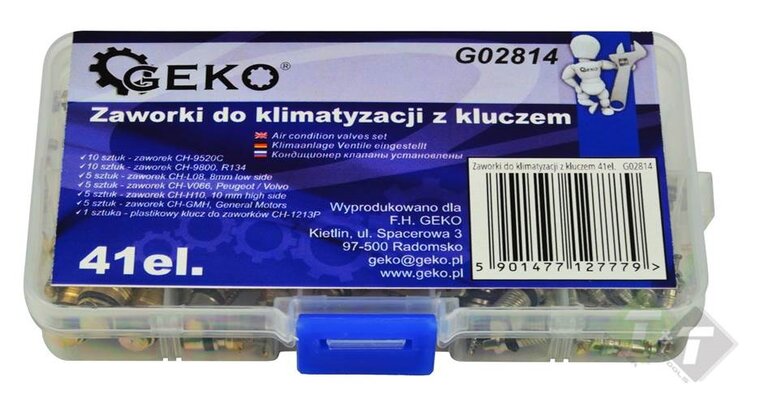 GEKO®
G02814
Zaworki do klimatyzacji z kluczem
Air condition valves set
Klimaanlage Ventile eingestellt
Кондиционер клапаны установлены
10 sztuk - zaworek CH-9520C
10 sztuk - zaworek CH-9800, R134
5 sztuk - zaworek CH-L08, 8mm low side
5 sztuk - zaworek CH-V066, Peugeot / Volvo
5 sztuk - zaworek CH-H10, 10 mm high side
5 sztuk - zaworek CH-GMH, General Motors
1 sztuka - plastikowy klucz do zaworków CH-1213P
41el.
Wyprodukowano dla
F.H. GEKO
Kietlin, ul. Spacerowa 3
97-500 Radomsko
geko@geko.pl
www.geko.pl
Zaworki do klimatyzacji z kluczem 41el. G02814
5 901477 127779 >